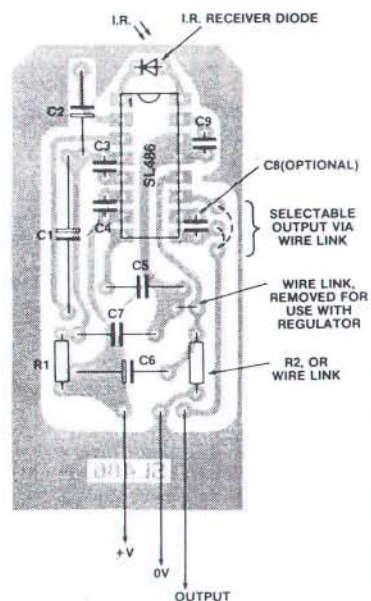 I.R.
I.R. RECEIVER DIODE
C2
1
C9
C3
SL486
C8(OPTIONAL)
C4
SELECTABLE
OUTPUT VIA
WIRE LINK
C1
C5
WIRE LINK,
REMOVED FOR
USE WITH
REGULATOR
C7
R1
C6
R2, OR
WIRE LINK
SL486
+V
0V
OUTPUT